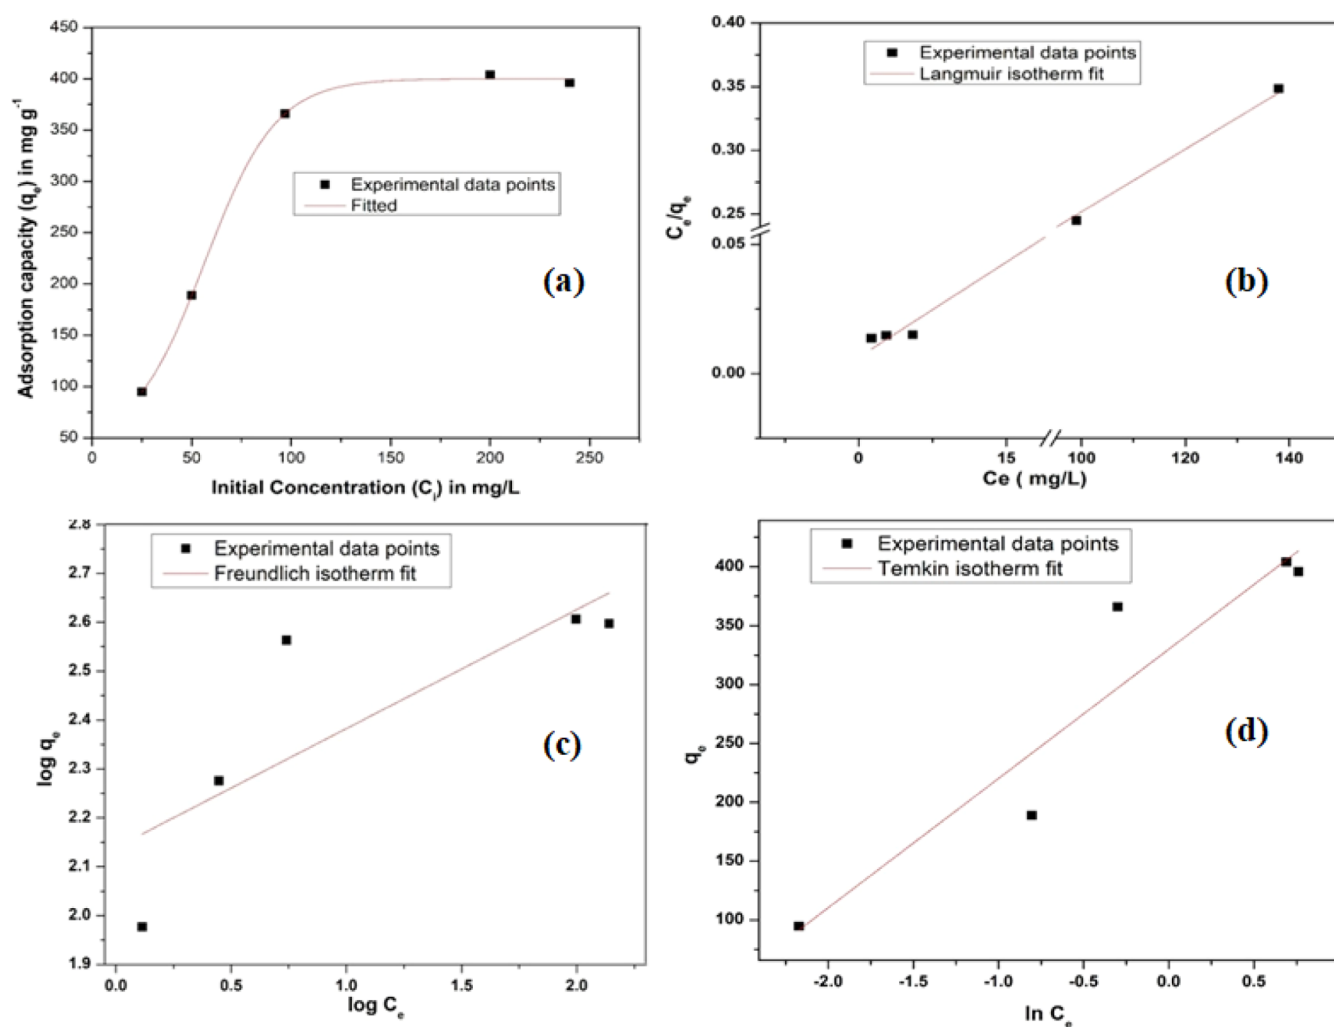 (a)
450
400
350
300
250
200
150
100
50
Adsorption capacity (qe) in mg g-1
Experimental data points
Fitted
0 50 100 150 200 250
Initial Concentration (Ci) in mg/L
(b)
0.40
0.35
0.30
0.25
0.05
0.00
Ce/qe
Experimental data points
Langmuir isotherm fit
0 15 100 120 140
Ce ( mg/L)
(c)
2.8
2.7
2.6
2.5
2.4
2.3
2.2
2.1
2.0
1.9
log qe
Experimental data points
Freundlich isotherm fit
0.0 0.5 1.0 1.5 2.0
log Ce
(d)
400
350
300
250
200
150
100
qe
Experimental data points
Temkin isotherm fit
-2.0 -1.5 -1.0 -0.5 0.0 0.5
ln Ce